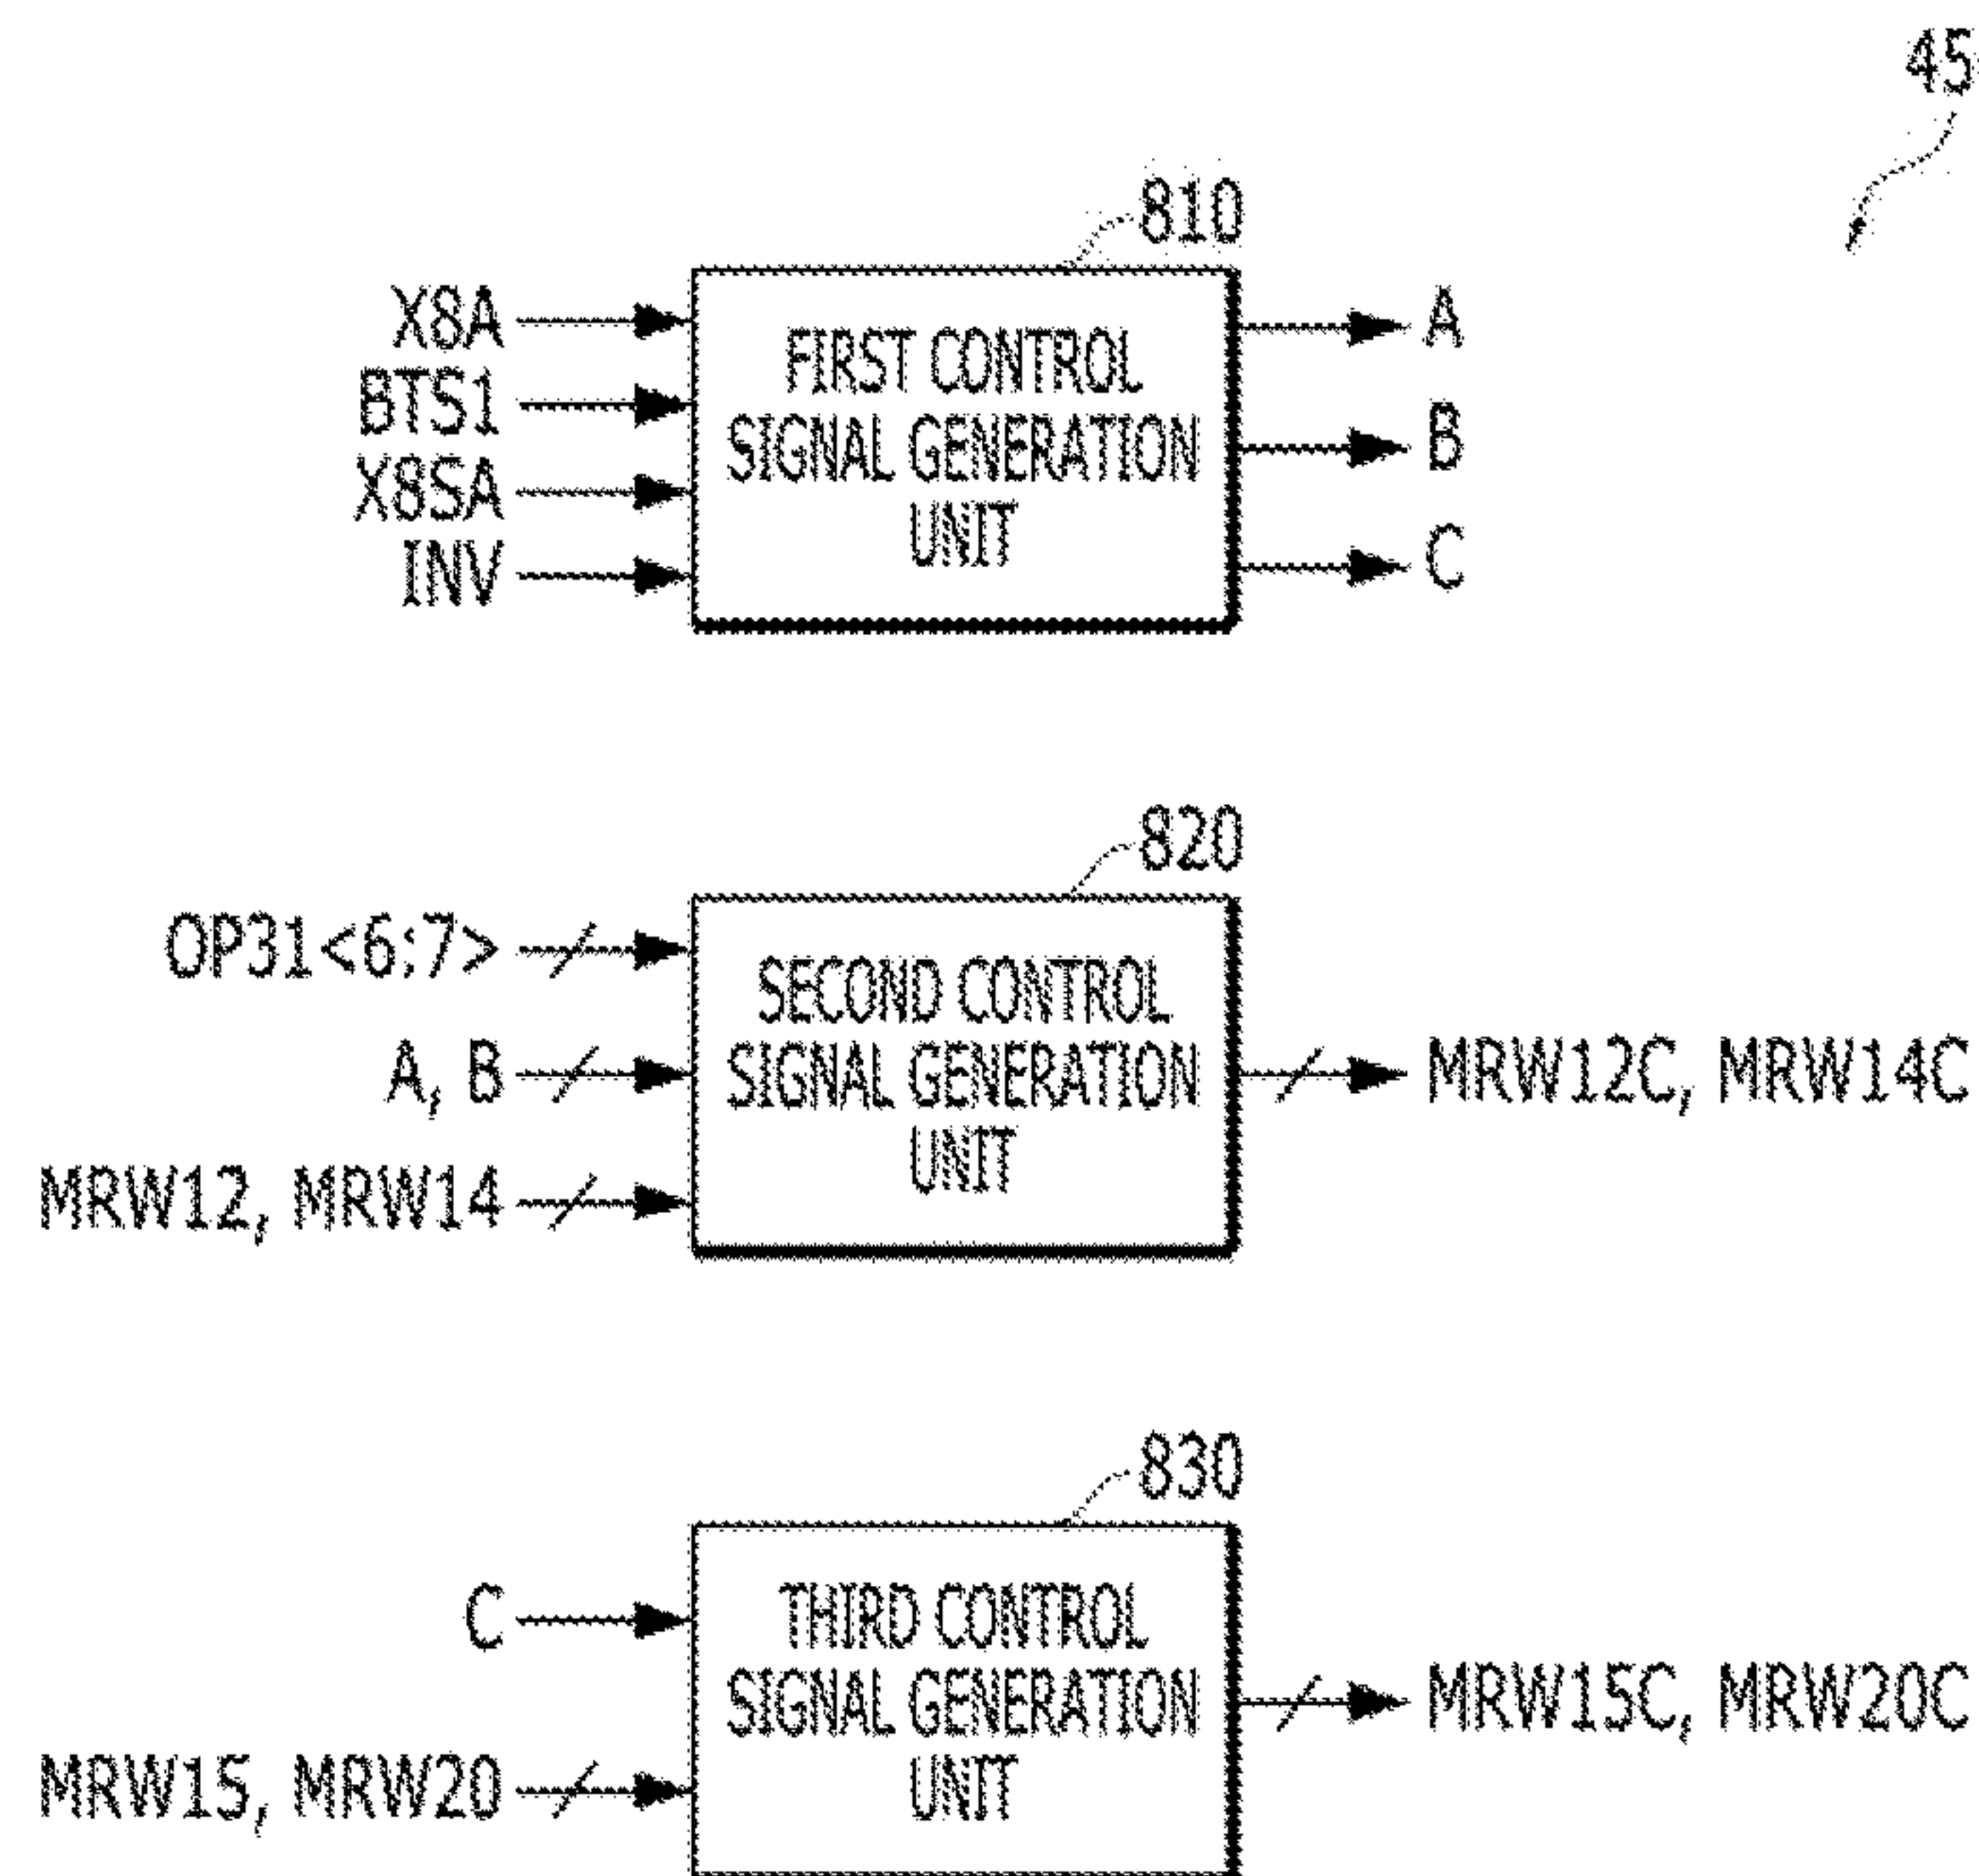 45
810
X8A
BTS1
X8SA
INV
FIRST CONTROL
SIGNAL GENERATION
UNIT
A
B
C
820
OP31<6:7>
A, B
MRW12, MRW14
SECOND CONTROL
SIGNAL GENERATION
UNIT
MRW12C, MRW14C
830
C
MRW15, MRW20
THIRD CONTROL
SIGNAL GENERATION
UNIT
MRW15C, MRW20C